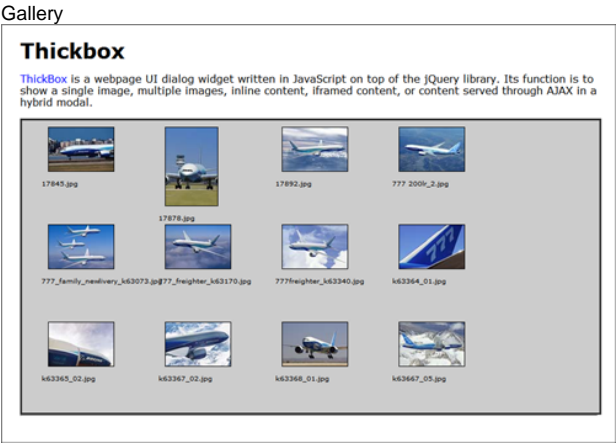 Gallery
Thickbox
ThickBox is a webpage UI dialog widget written in JavaScript on top of the jQuery library. Its function is to
show a single image, multiple images, inline content, iframed content, or content served through AJAX in a
hybrid modal.
17845.jpg
17878.jpg
17892.jpg
777 200lr_2.jpg
777_family_newlivery_k63073.jpg
777_freighter_k63170.jpg
777freighter_k63340.jpg
k63364_01.jpg
k63365_02.jpg
k63367_02.jpg
k63368_01.jpg
k63667_05.jpg